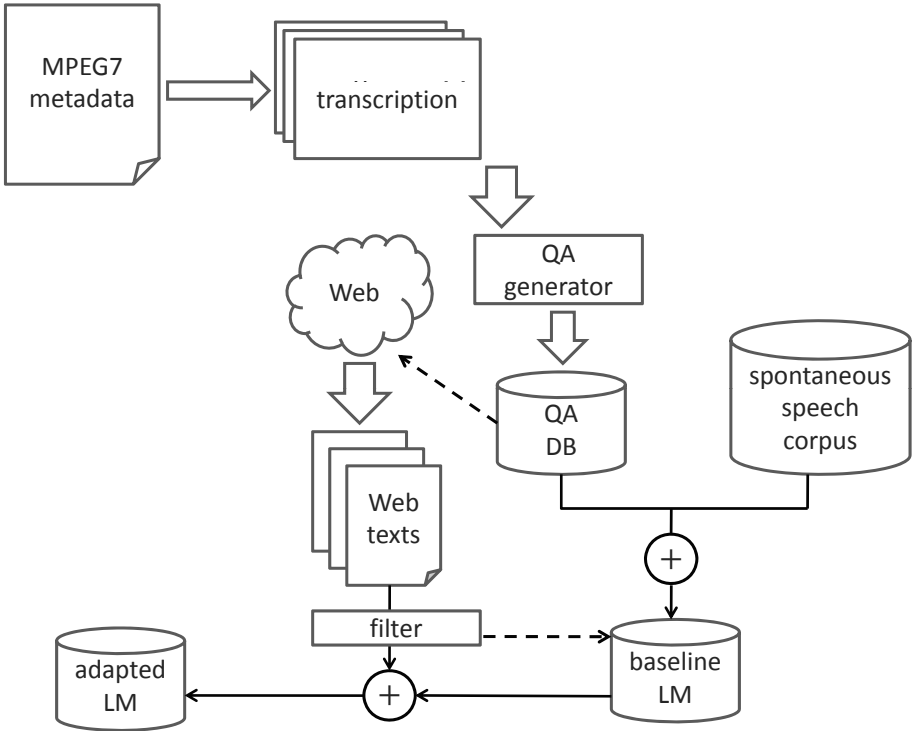 MPEG7
metadata
transcription
Web
QA
generator
QA
DB
spontaneous
speech
corpus
Web
texts
+
filter
baseline
LM
+
adapted
LM